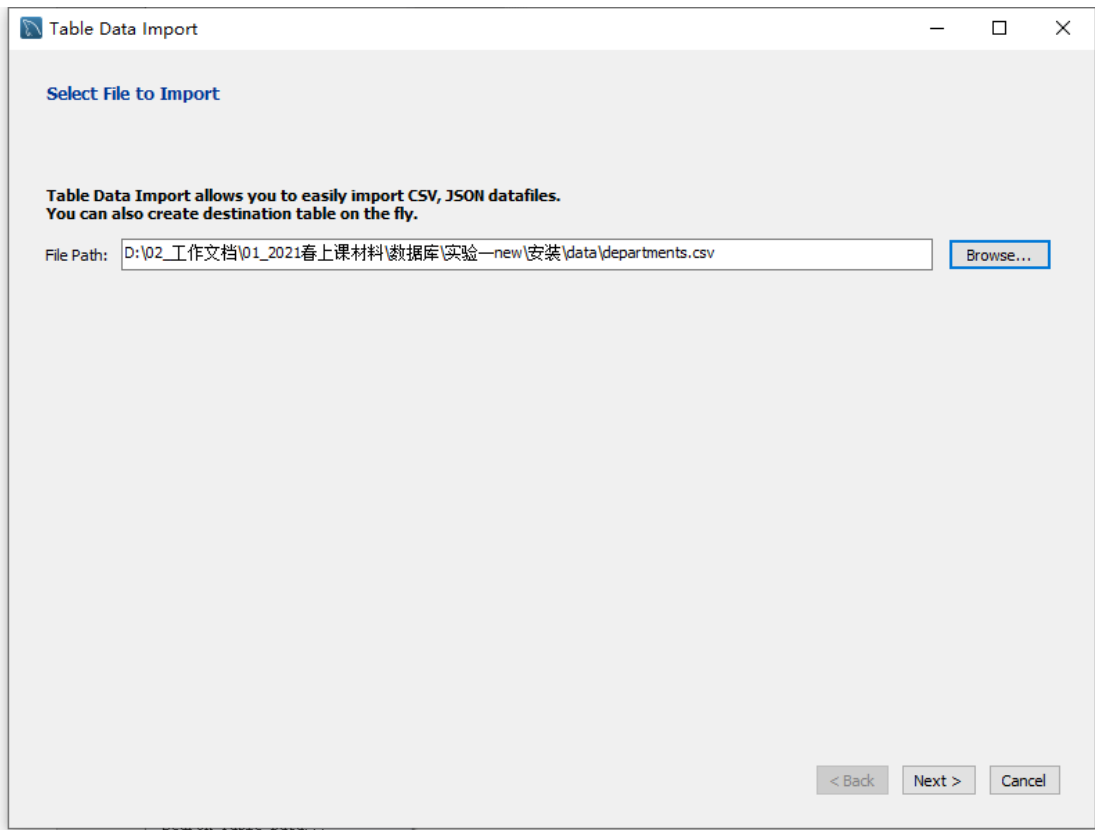 Table Data Import
Select File to Import
Table Data Import allows you to easily import CSV, JSON datafiles.
You can also create destination table on the fly.
File Path: D:\02_工作文档\01_2021春上课材料\数据库\实验一new\安装\data\departments.csv Browse...
< Back Next > Cancel